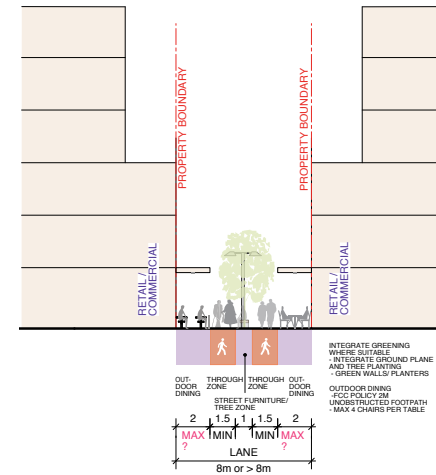 PROPERTY BOUNDARY
PROPERTY BOUNDARY
RETAIL/
COMMERCIAL
RETAIL/
COMMERCIAL
OUT-
DOOR
DINING
THROUGH
ZONE
THROUGH
ZONE
OUT-
DOOR
DINING
STREET FURNITURE/
TREE ZONE
2 1.5 1 1.5 2
MAX MIN MIN MAX
? ?
LANE
8m or > 8m
INTEGRATE GREENING
WHERE SUITABLE
- INTEGRATE GROUND PLANE
AND TREE PLANTING
- GREEN WALLS/ PLANTERS
OUTDOOR DINING
-FCC POLICY 2M
UNOBSTRUCTED FOOTPATH
- MAX 4 CHAIRS PER TABLE